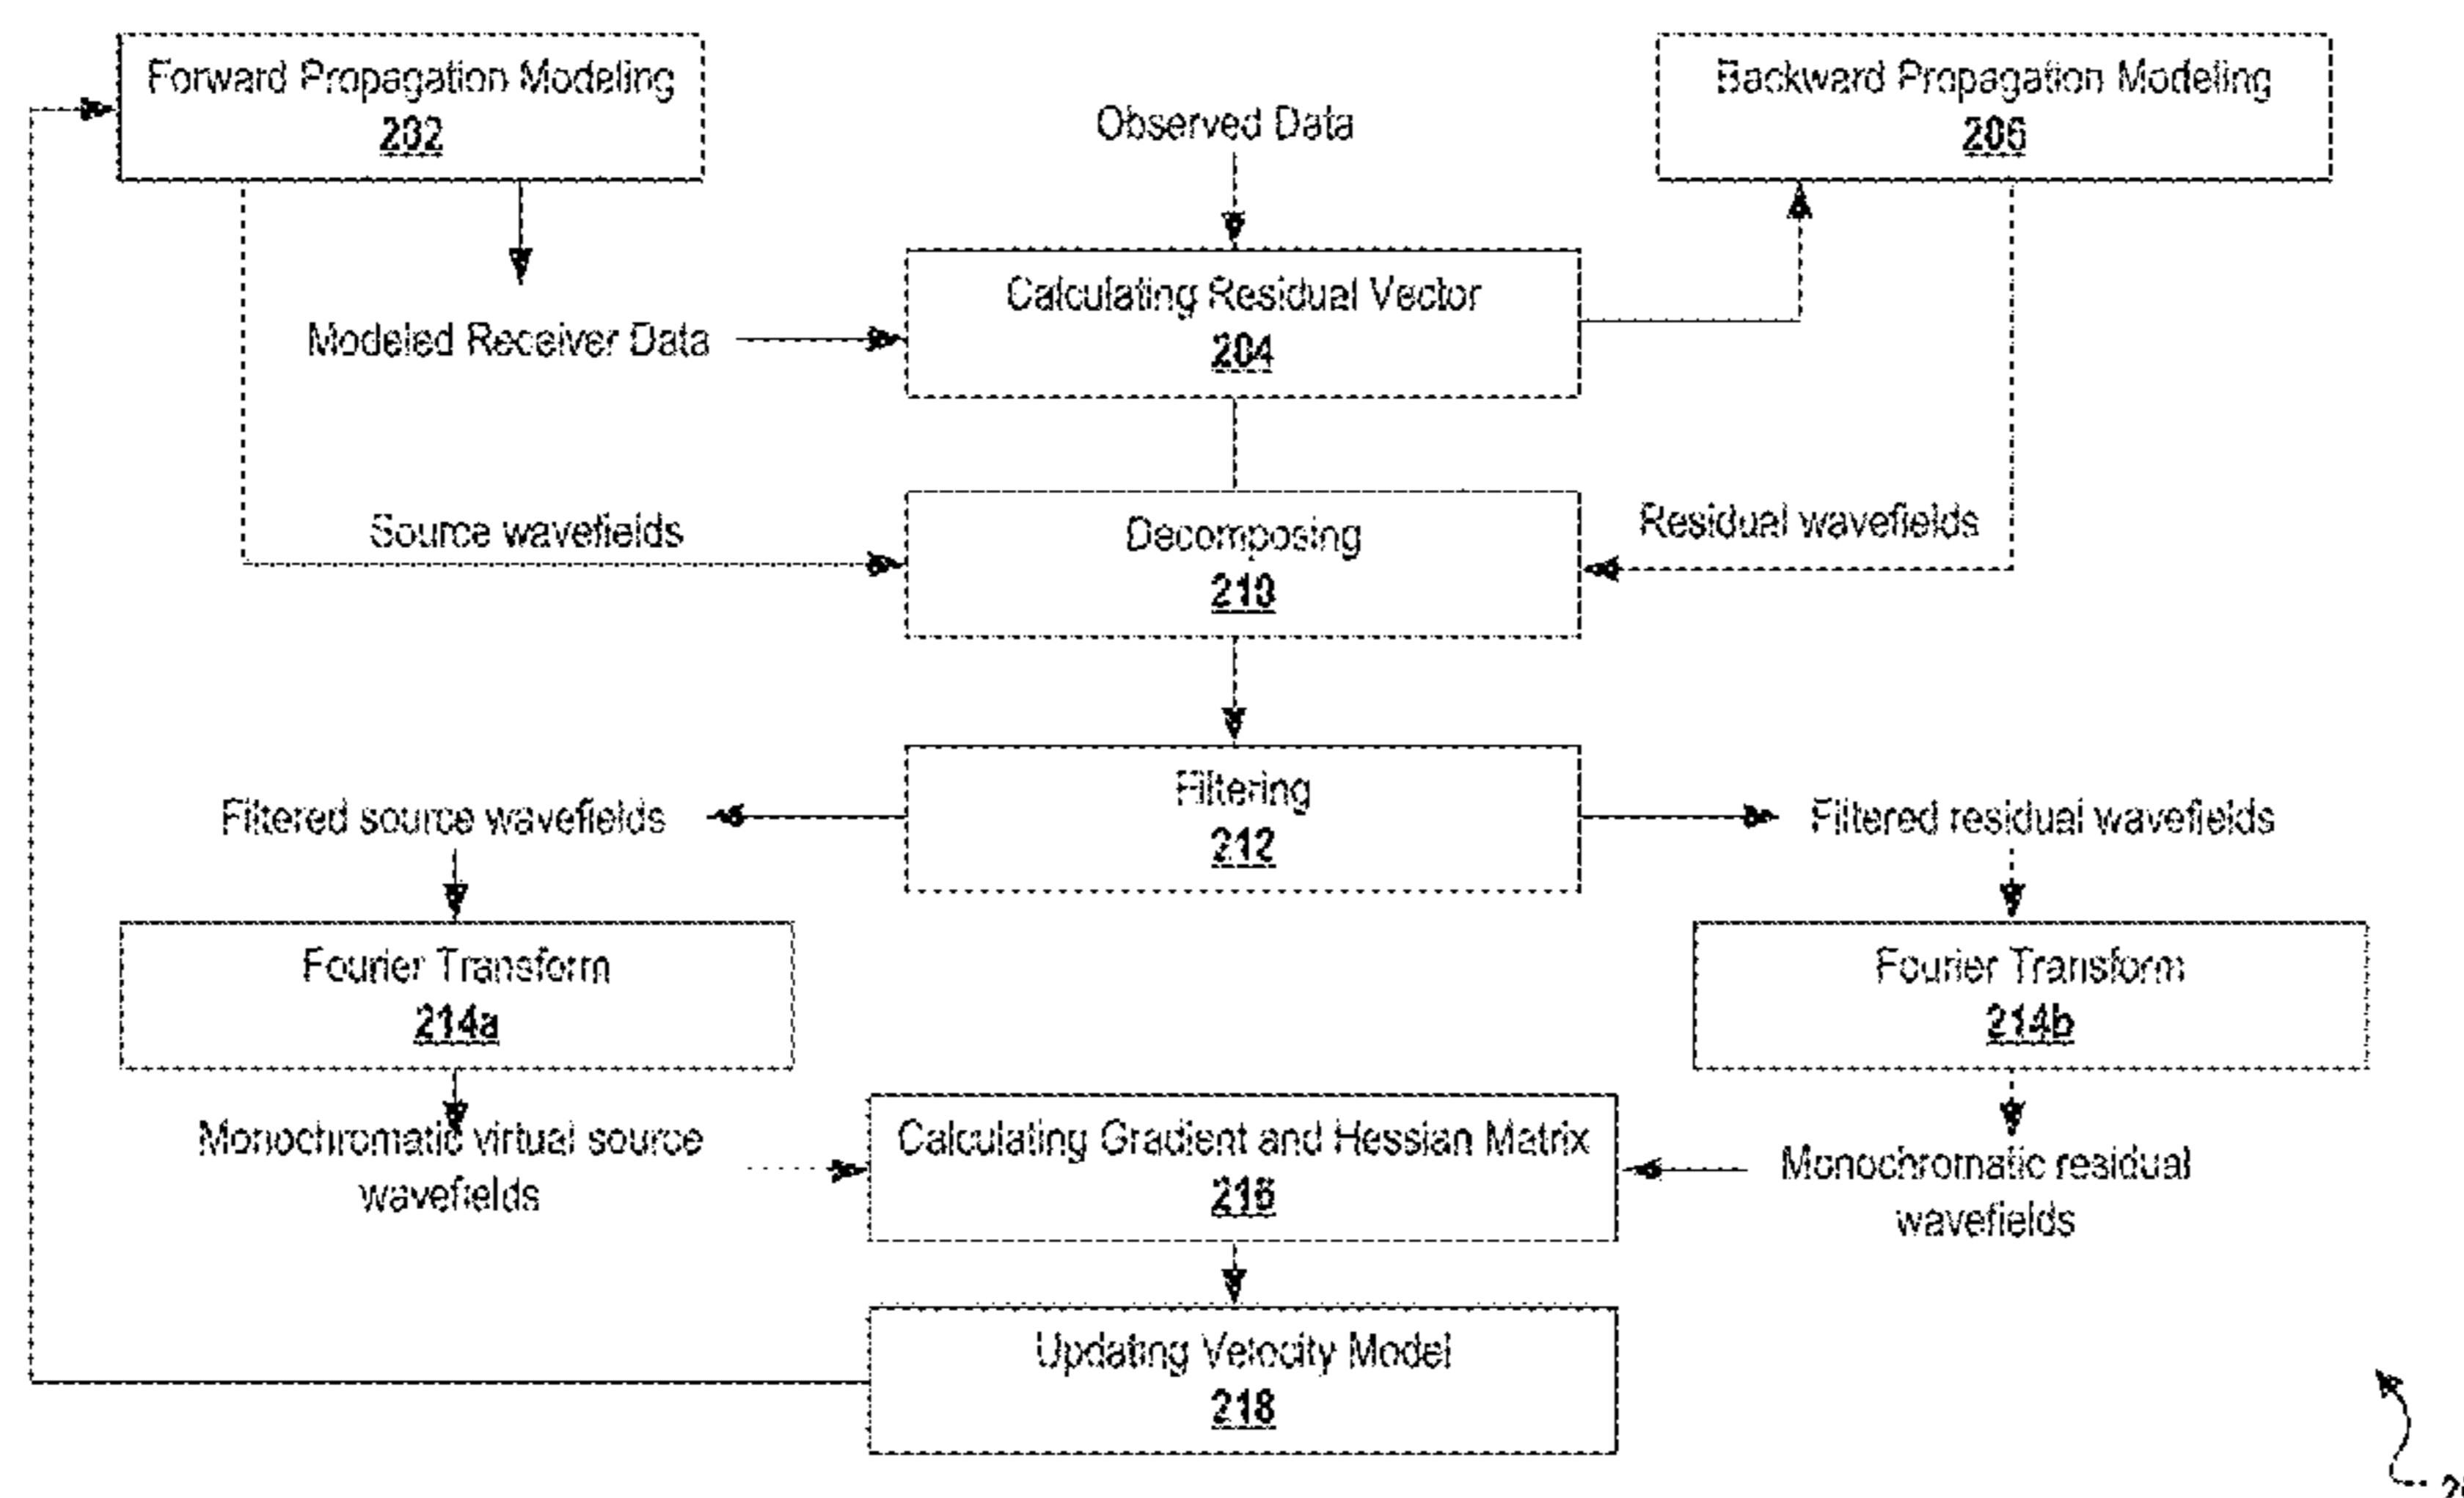 Forward Propagation Modeling
202
Observed Data
Backward Propagation Modeling
206
Calculating Residual Vector
204
Modeled Receiver Data
Source wavefields
Decomposing
210
Residual wavefields
Filtering
212
Filtered source wavefields
Filtered residual wavefields
Fourier Transform
214a
Fourier Transform
214b
Monochromatic virtual source
wavefields
Calculating Gradient and Hessian Matrix
216
Monochromatic residual
wavefields
Updating Velocity Model
218